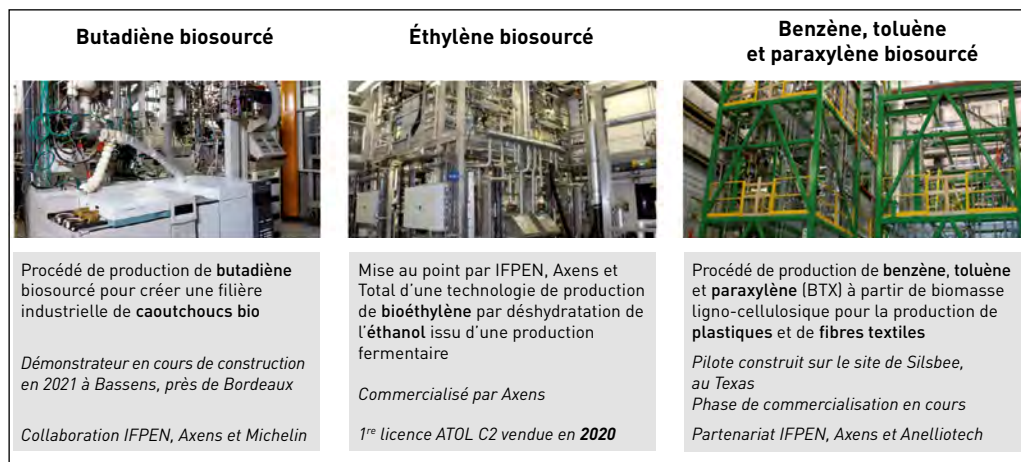 Butadiène biosourcé
Éthylène biosourcé
Benzène, toluène
et paraxylène biosourcé
Procédé de production de butadiène
biosourcé pour créer une filière
industrielle de caoutchoucs bio
Démonstrateur en cours de construction
en 2021 à Bassens, près de Bordeaux
Collaboration IFPEN, Axens et Michelin
Mise au point par IFPEN, Axens et
Total d'une technologie de production
de bioéthylène par déshydratation de
l'éthanol issu d'une production
fermentaire
Commercialisé par Axens
1re licence ATOL C2 vendue en 2020
Procédé de production de benzène, toluène
et paraxylène (BTX) à partir de biomasse
ligno-cellulosique pour la production de
plastiques et de fibres textiles
Pilote construit sur le site de Silsbee,
au Texas
Phase de commercialisation en cours
Partenariat IFPEN, Axens et Anelliotech